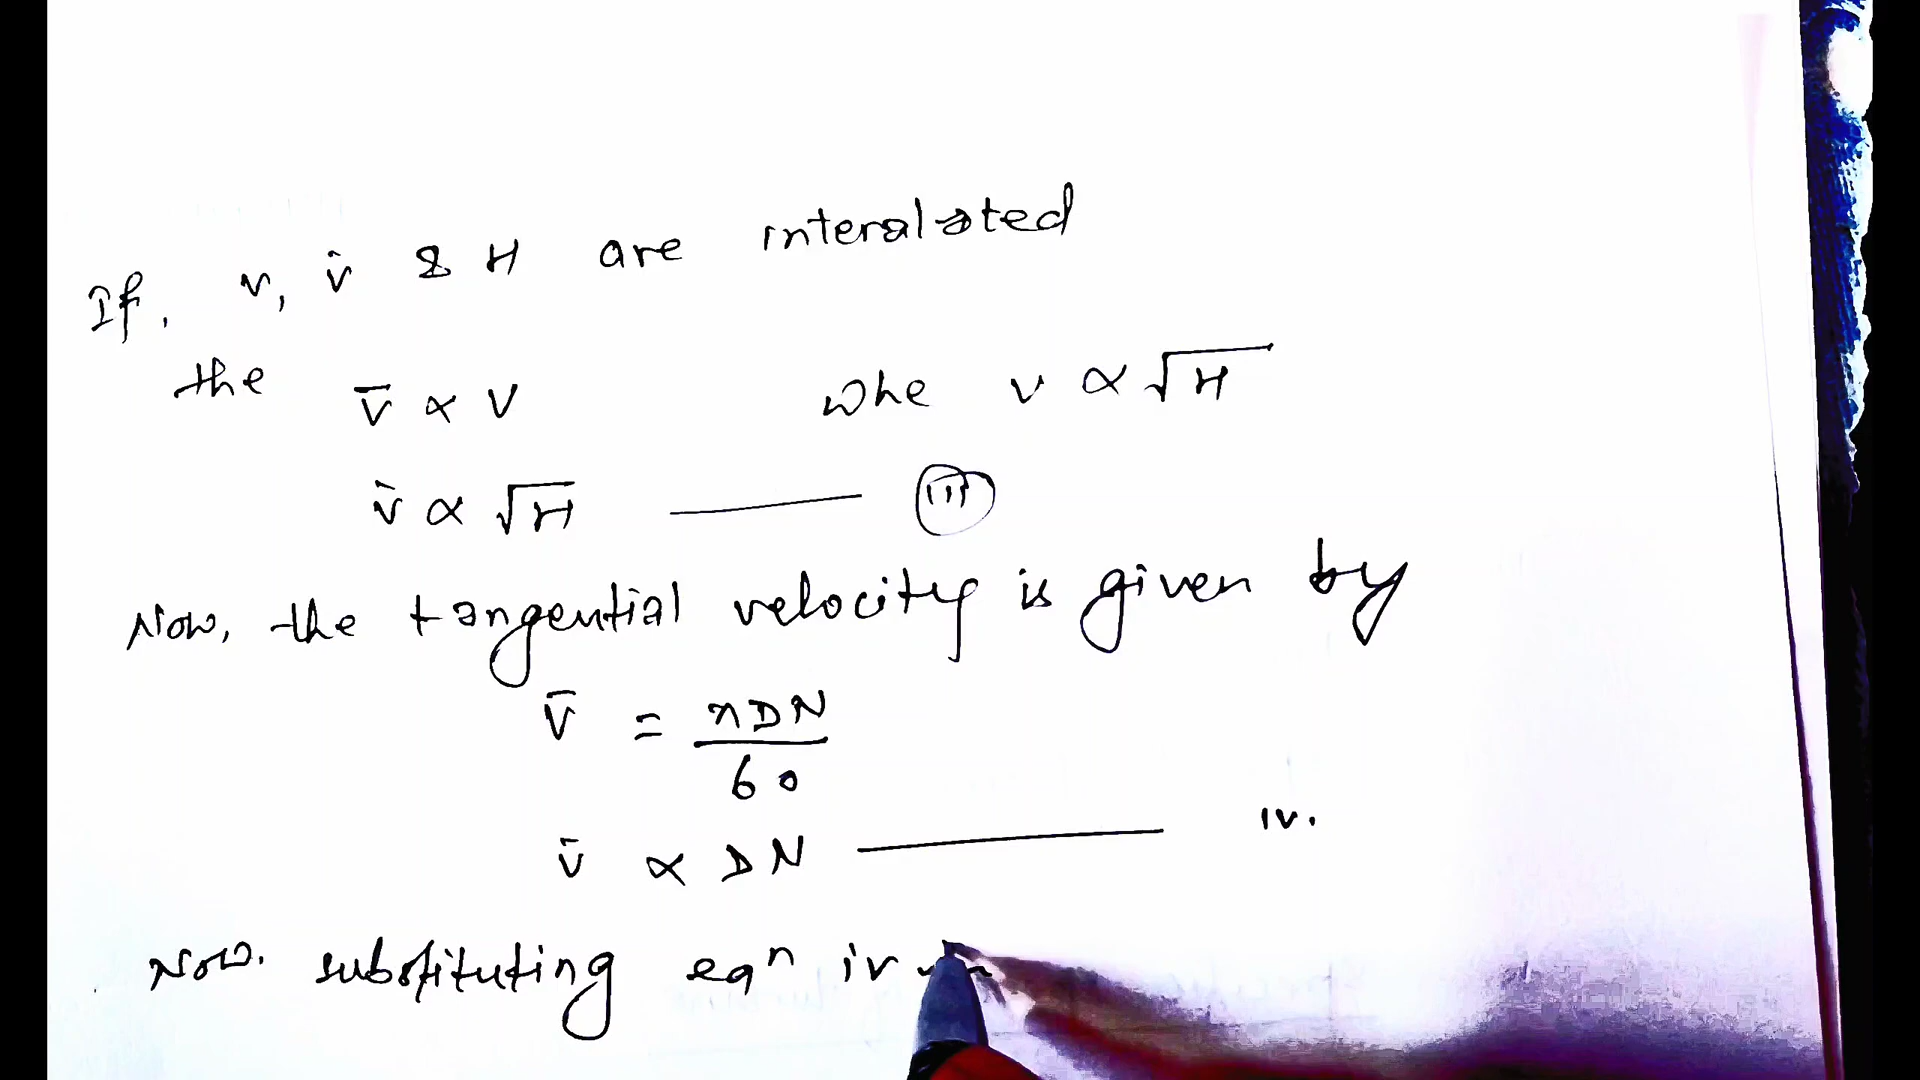 If, v, v̄ & H are interalated
the v̄ ∝ V whe v ∝ √H
v̄ ∝ √H ——— (III)
Now, the tangential velocity is given by
v̄ = πDN
60
v̄ ∝ DN ——— iv.
Now. substituting eqn iv